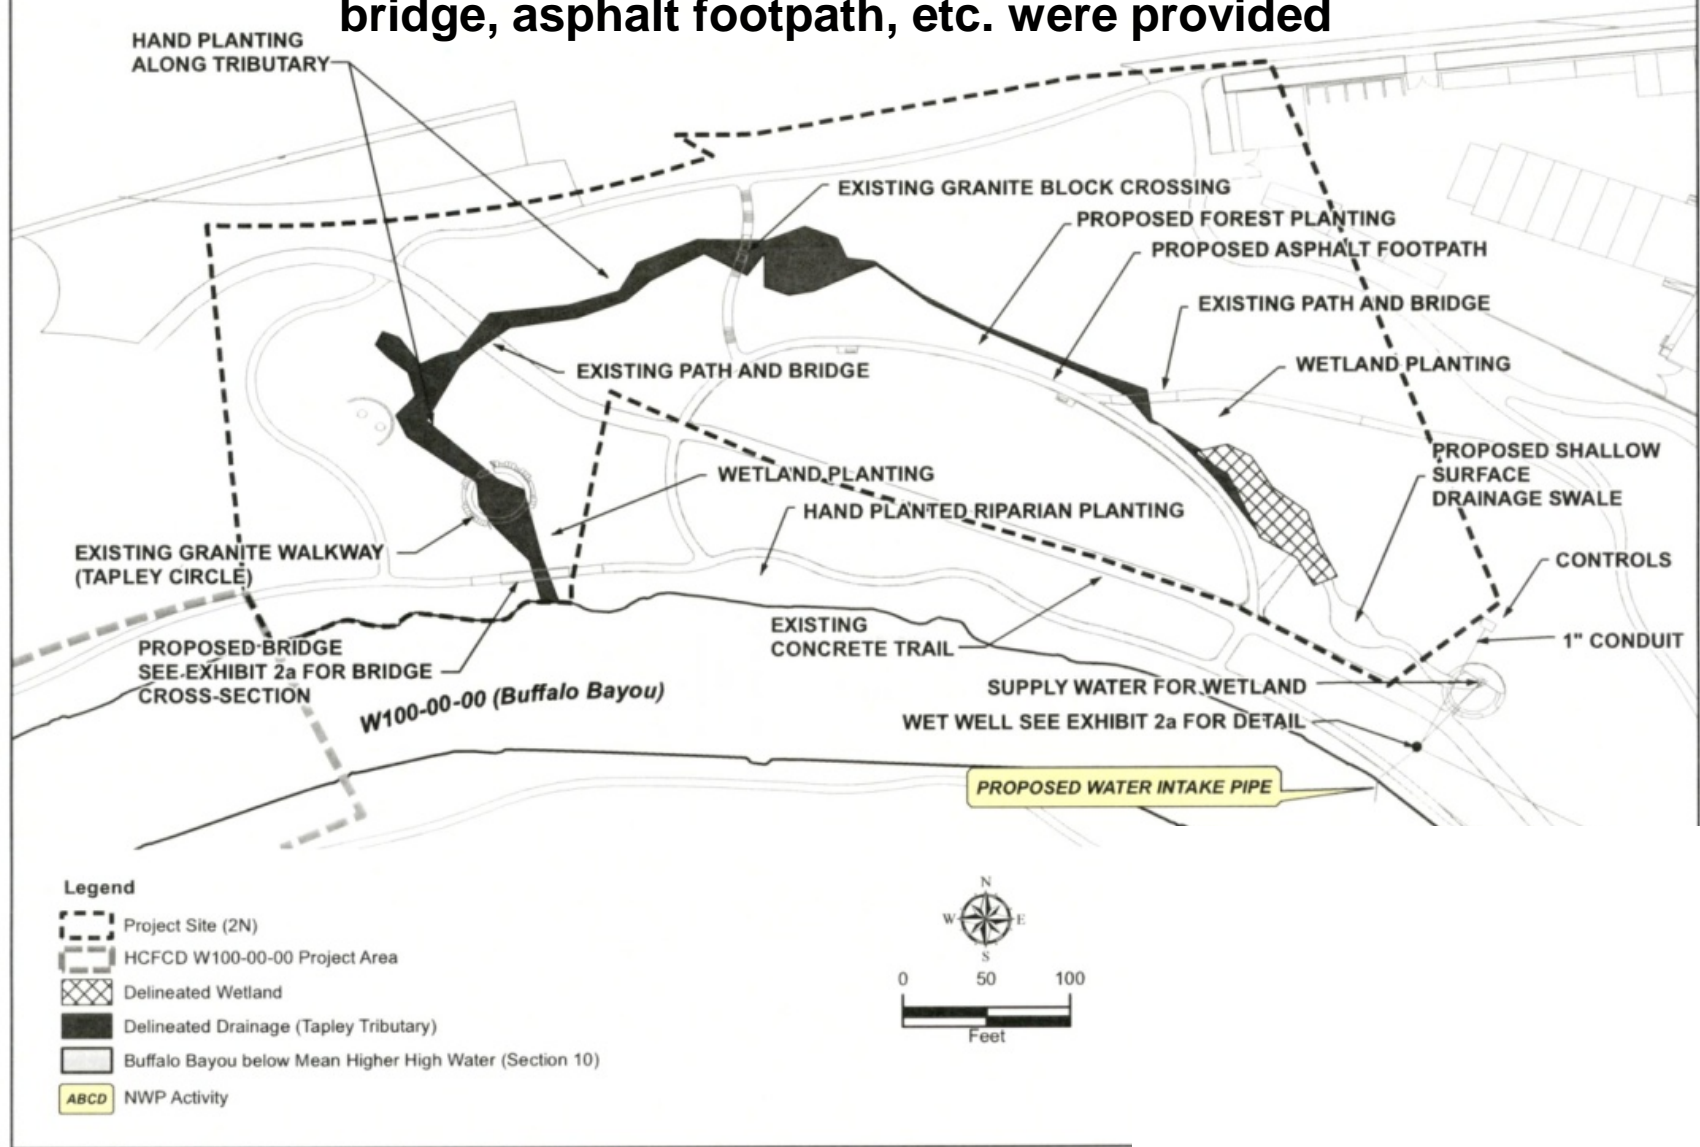 bridge, asphalt footpath, etc. were provided
HAND PLANTING
ALONG TRIBUTARY
EXISTING GRANITE BLOCK CROSSING
PROPOSED FOREST PLANTING
PROPOSED ASPHALT FOOTPATH
EXISTING PATH AND BRIDGE
WETLAND PLANTING
EXISTING PATH AND BRIDGE
PROPOSED SHALLOW
SURFACE
DRAINAGE SWALE
WETLAND PLANTING
HAND PLANTED RIPARIAN PLANTING
EXISTING GRANITE WALKWAY
(TAPLEY CIRCLE)
CONTROLS
EXISTING
CONCRETE TRAIL
1" CONDUIT
PROPOSED BRIDGE
SEE EXHIBIT 2a FOR BRIDGE
CROSS-SECTION
W100-00-00 (Buffalo Bayou)
SUPPLY WATER FOR WETLAND
WET WELL SEE EXHIBIT 2a FOR DETAIL
PROPOSED WATER INTAKE PIPE
Legend
Project Site (2N)
HCFCD W100-00-00 Project Area
Delineated Wetland
Delineated Drainage (Tapley Tributary)
Buffalo Bayou below Mean Higher High Water (Section 10)
ABCD NWP Activity
N
W E
S
0 50 100
Feet